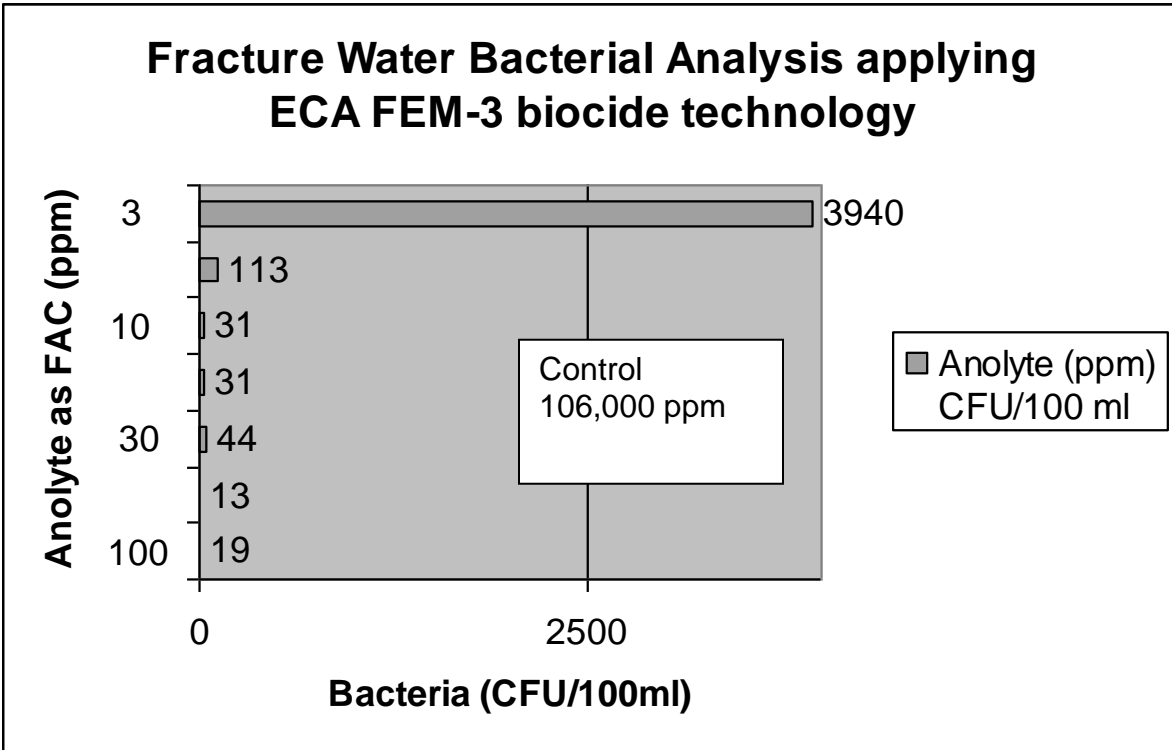 Fracture Water Bacterial Analysis applying
ECA FEM-3 biocide technology
Anolyte as FAC (ppm)
3
3940
113
10
31
31
30
44
13
100
19
Control
106,000 ppm
Anolyte (ppm)
CFU/100 ml
0
2500
Bacteria (CFU/100ml)